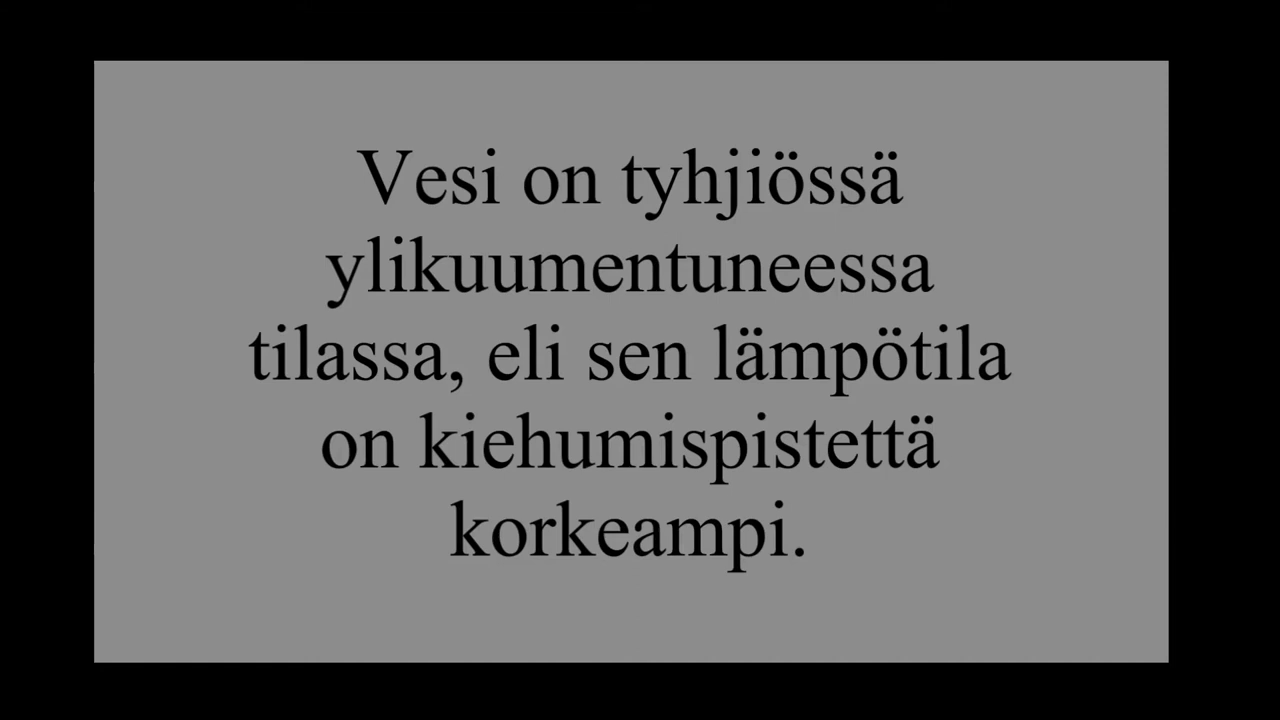 Vesi on tyhjiössä
ylikuumentuneessa
tilassa, eli sen lämpötila
on kiehumispistettä
korkeampi.